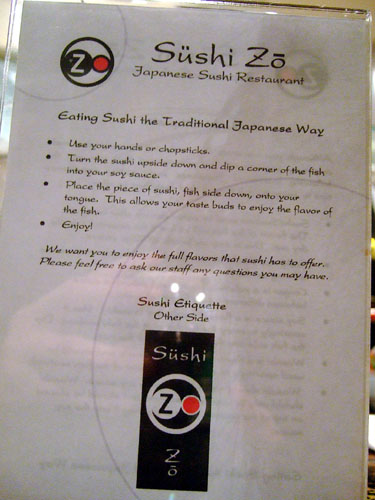 Z
Süshi Zō
Japanese Sushi Restaurant
Eating Sushi the Traditional Japanese Way
• Use your hands or chopsticks.
• Turn the sushi upside down and dip a corner of the fish
into your soy sauce.
• Place the piece of sushi, fish side down, onto your
tongue. This allows your taste buds to enjoy the flavor of
the fish.
• Enjoy!
We want you to enjoy the full flavors that sushi has to offer.
Please feel free to ask our staff any questions you may have.
Sushi Etiquette
Other Side
Süshi
Z
Z
ō